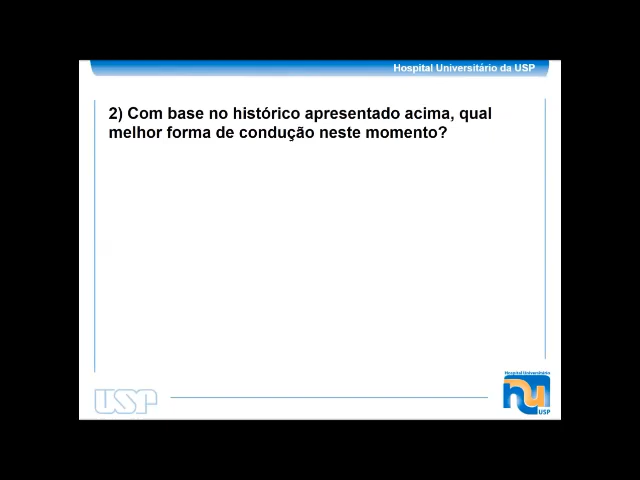 Hospital Universitário da USP
2) Com base no histórico apresentado acima, qual
melhor forma de condução neste momento?
USP
Hospital Universitário
hu
USP